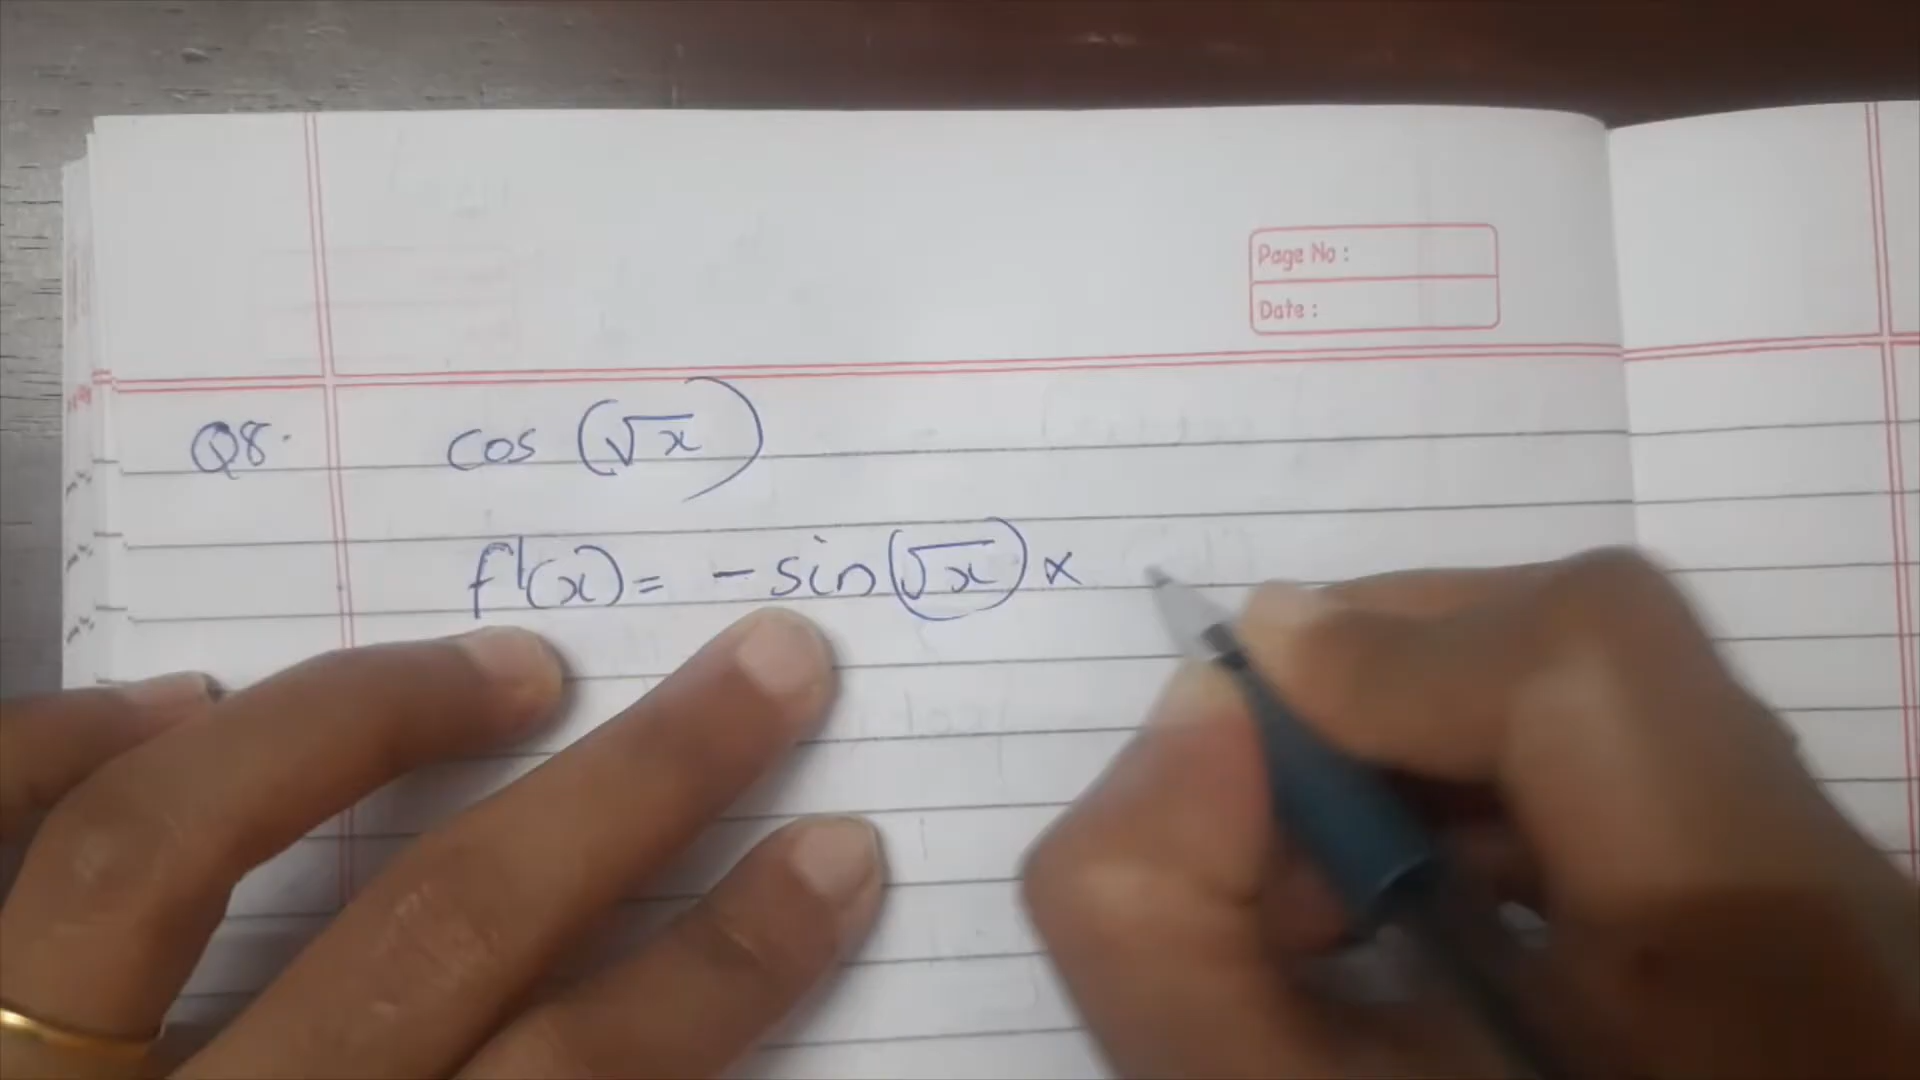 Page No :
Date :
Q8. cos (√x)
f'(x) = - sin (√x) ×